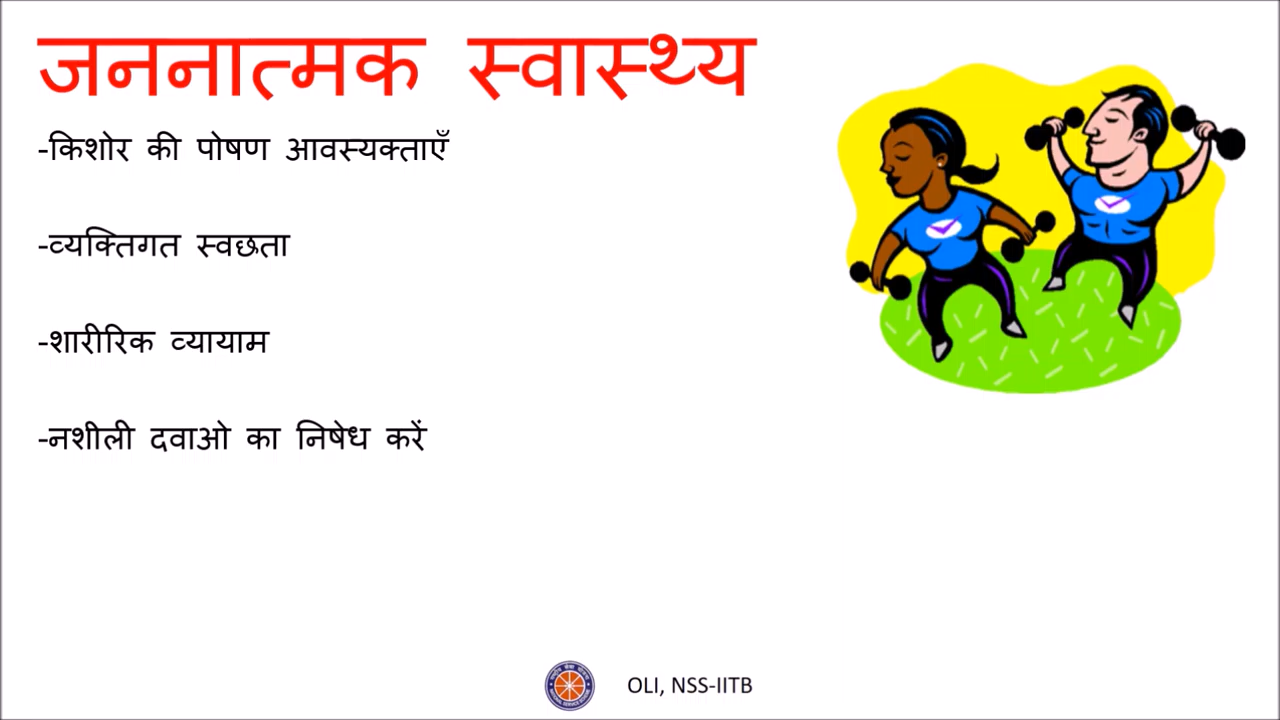 जननात्मक स्वास्थ्य
-किशोर की पोषण आवस्यक्ताएँ
-व्यक्तिगत स्वछता
-शारीरिक व्यायाम
-नशीली दवाओ का निषेध करें
OLI, NSS-IITB